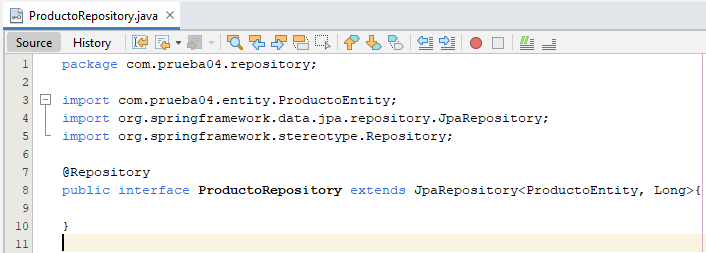 ProductoRepository.java
Source History
1 package com.prueba04.repository;
2
3 import com.prueba04.entity.ProductoEntity;
4 import org.springframework.data.jpa.repository.JpaRepository;
5 import org.springframework.stereotype.Repository;
6
7 @Repository
8 public interface ProductoRepository extends JpaRepository<ProductoEntity, Long>{
9
10 }
11